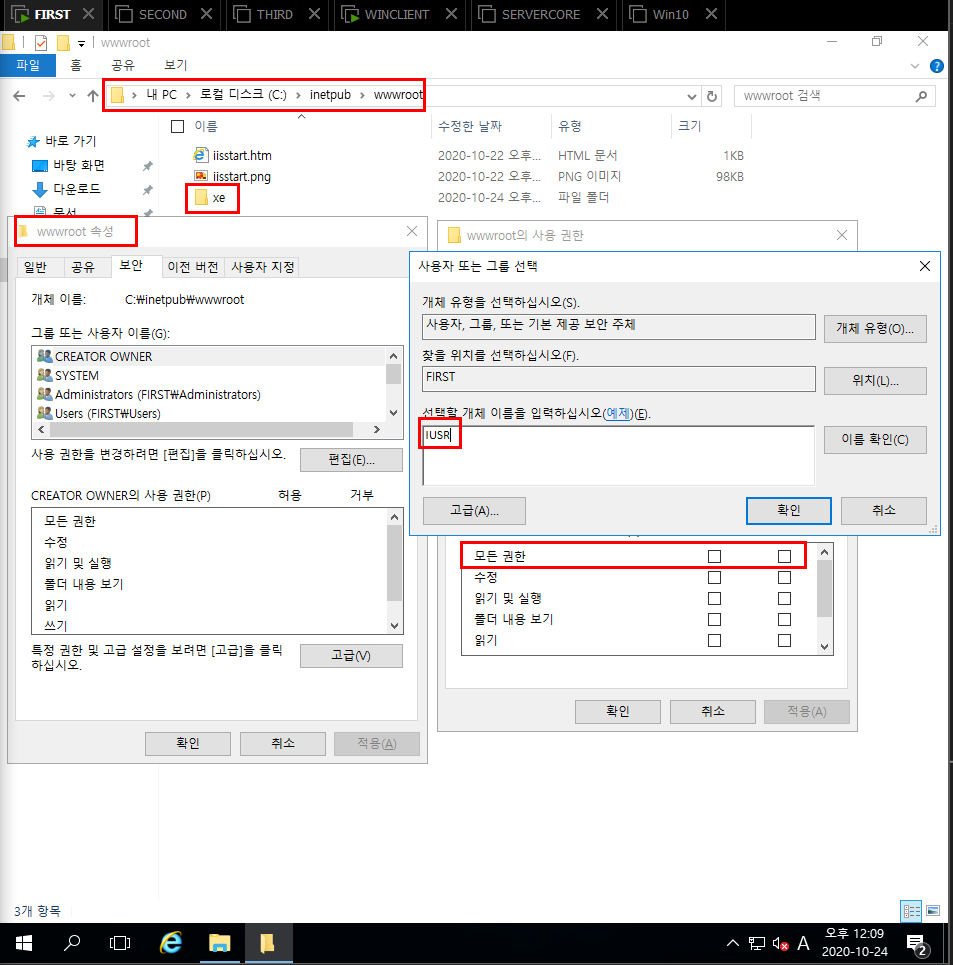 FIRST SECOND THIRD WINCLIENT SERVERCORE Win10
wwwroot
파일 홈 공유 보기
내 PC 로컬 디스크 (C:) inetpub wwwroot
wwwroot 검색
바로 가기
바탕 화면
다운로드
문서
이름 수정한 날짜 유형 크기
iisstart.htm 2020-10-22 오후... HTML 문서 1KB
iisstart.png 2020-10-22 오후... PNG 이미지 98KB
xe 2020-10-24 오후... 파일 폴더
wwwroot 속성
일반 공유 보안 이전 버전 사용자 지정
개체 이름: C:₩inetpub₩wwwroot
그룹 또는 사용자 이름(G):
CREATOR OWNER
SYSTEM
Administrators (FIRST₩Administrators)
Users (FIRST₩Users)
사용 권한을 변경하려면 [편집]을 클릭하십시오.
편집(E)...
CREATOR OWNER의 사용 권한(P) 허용 거부
모든 권한
수정
읽기 및 실행
폴더 내용 보기
읽기
쓰기
특정 권한 및 고급 설정을 보려면 [고급]을 클릭
하십시오.
고급(V)
확인 취소 적용(A)
wwwroot의 사용 권한
사용자 또는 그룹 선택
개체 유형을 선택하십시오(S).
사용자, 그룹, 또는 기본 제공 보안 주체
개체 유형(O)...
찾을 위치를 선택하십시오(F).
FIRST
위치(L)...
선택할 개체 이름을 입력하십시오(예제)(E).
IUSR
이름 확인(C)
고급(A)... 확인 취소
모든 권한
수정
읽기 및 실행
폴더 내용 보기
읽기
확인 취소 적용(A)
3개 항목
A
오후 12:09
2020-10-24
2